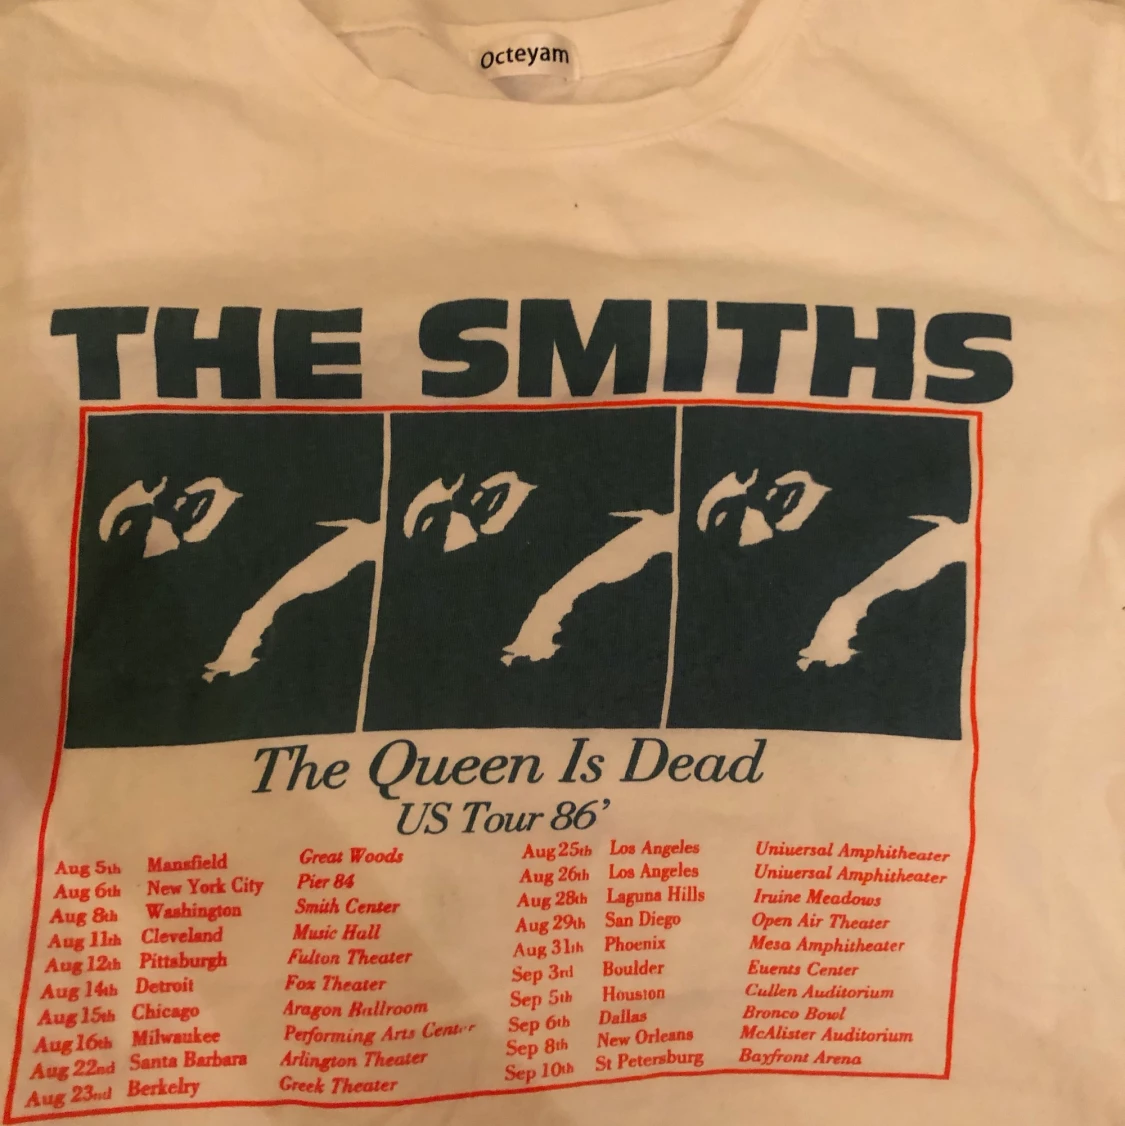 Octeyam
THE SMITHS
The Queen Is Dead
US Tour 86’
Aug 5th Mansfield Great Woods
Aug 6th New York City Pier 84
Aug 8th Washington Smith Center
Aug 11th Cleveland Music Hall
Aug 12th Pittsburgh Fulton Theater
Aug 14th Detroit Fox Theater
Aug 15th Chicago Aragon Ballroom
Aug 16th Milwaukee Performing Arts Center
Aug 22nd Santa Barbara Arlington Theater
Aug 23nd Berkelry Greek Theater
Aug 25th Los Angeles Uniuersal Amphitheater
Aug 26th Los Angeles Uniuersal Amphitheater
Aug 28th Laguna Hills Iruine Meadows
Aug 29th San Diego Open Air Theater
Aug 31th Phoenix Mesa Amphitheater
Sep 3rd Boulder Euents Center
Sep 5th Houston Cullen Auditorium
Sep 6th Dallas Bronco Bowl
Sep 8th New Orleans McAlister Auditorium
Sep 10th St Petersburg Bayfront Arena